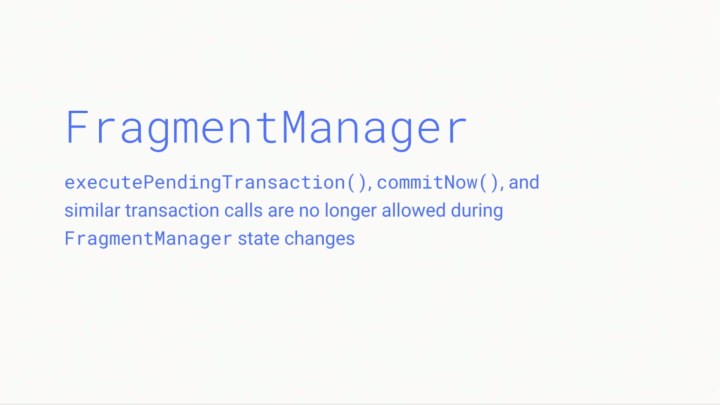 FragmentManager
executePendingTransaction(), commitNow(), and
similar transaction calls are no longer allowed during
FragmentManager state changes